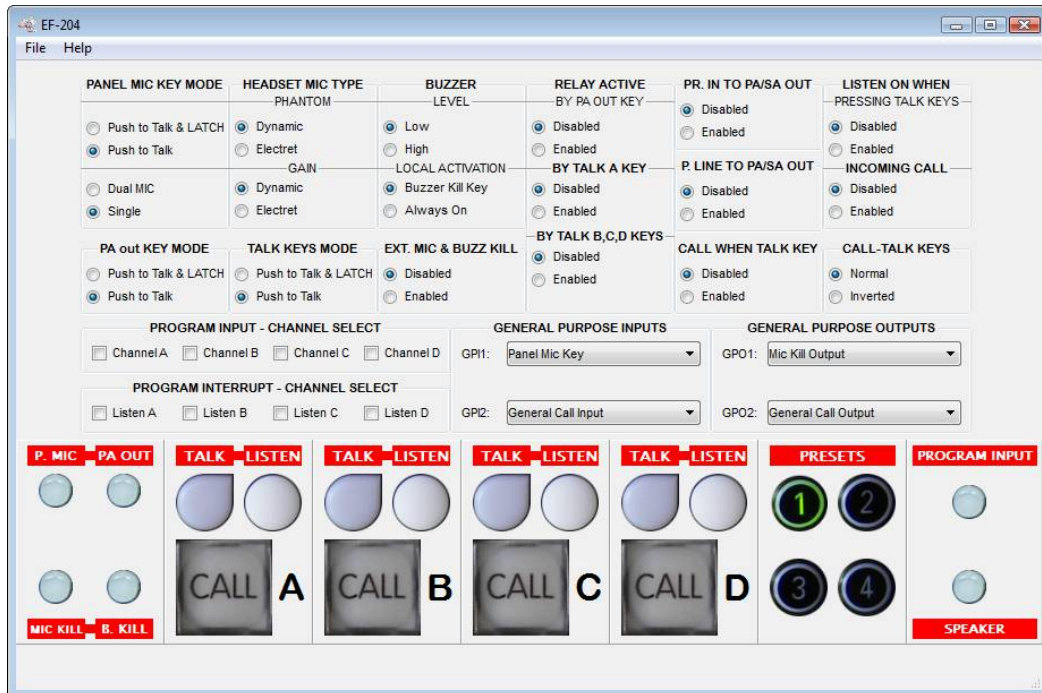 EF-204
File Help
PANEL MIC KEY MODE HEADSET MIC TYPE BUZZER RELAY ACTIVE PR. IN TO PA/SA OUT LISTEN ON WHEN
PHANTOM LEVEL BY PA OUT KEY PRESSING TALK KEYS
Disabled
Push to Talk & LATCH Dynamic Low Disabled Disabled
Enabled
Push to Talk Electret High Enabled Enabled
GAIN LOCAL ACTIVATION BY TALK A KEY P. LINE TO PA/SA OUT INCOMING CALL
Dual MIC Dynamic Buzzer Kill Key Disabled Disabled Disabled
Single Electret Always On Enabled Enabled Enabled
BY TALK B,C,D KEYS
PA out KEY MODE TALK KEYS MODE EXT. MIC & BUZZ KILL Disabled CALL WHEN TALK KEY CALL-TALK KEYS
Push to Talk & LATCH Push to Talk & LATCH Disabled Enabled Disabled Normal
Push to Talk Push to Talk Enabled Enabled Inverted
PROGRAM INPUT - CHANNEL SELECT GENERAL PURPOSE INPUTS GENERAL PURPOSE OUTPUTS
Channel A Channel B Channel C Channel D GPI1: Panel Mic Key GPO1: Mic Kill Output
PROGRAM INTERRUPT - CHANNEL SELECT
Listen A Listen B Listen C Listen D GPI2: General Call Input GPO2: General Call Output
P. MIC PA OUT TALK LISTEN TALK LISTEN TALK LISTEN TALK LISTEN PRESETS PROGRAM INPUT
1 2
CALL A CALL B CALL C CALL D 3 4
MIC KILL B. KILL SPEAKER